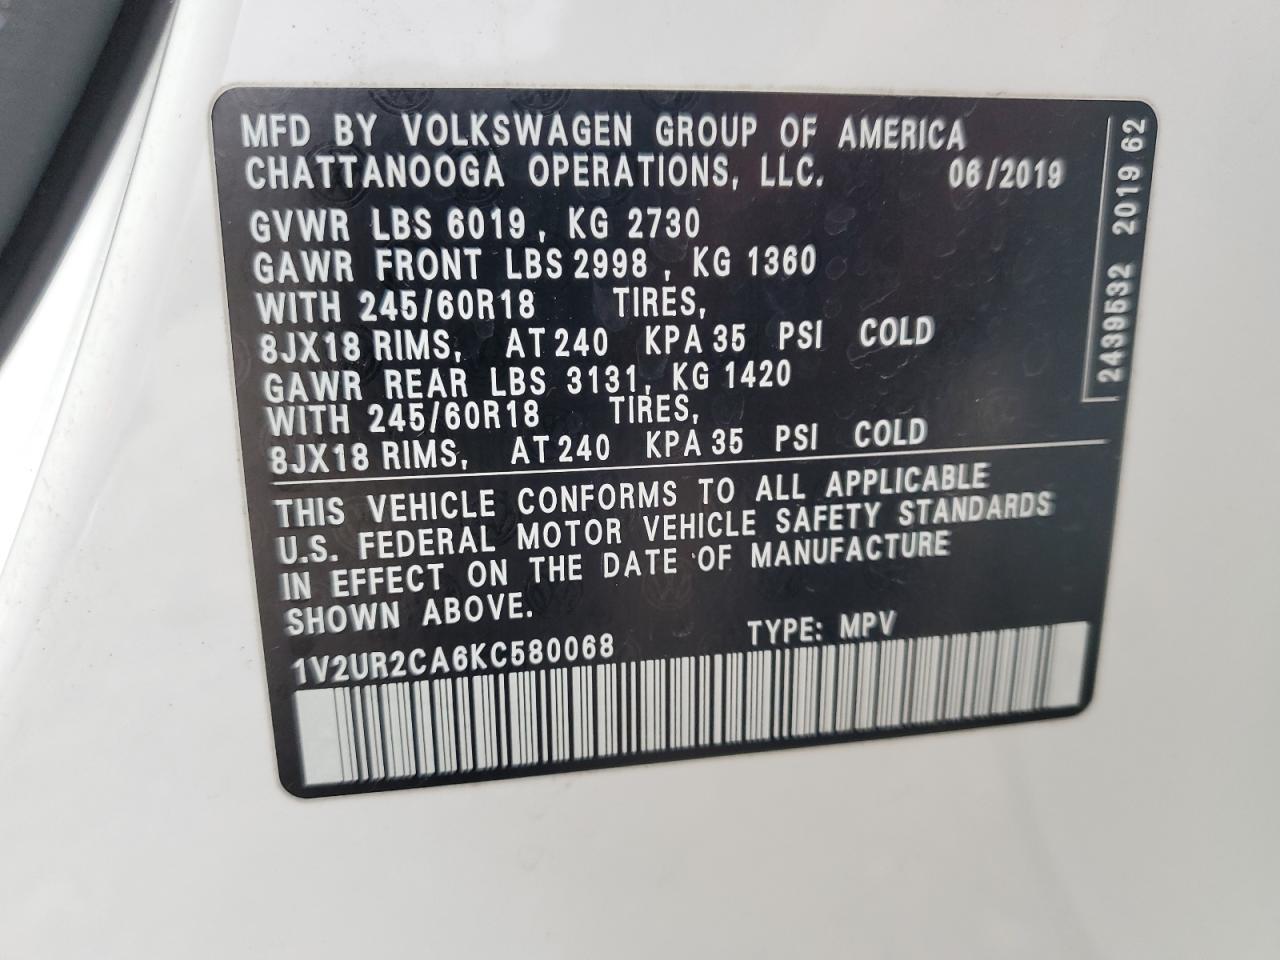 MFD BY VOLKSWAGEN GROUP OF AMERICA
CHATTANOOGA OPERATIONS, LLC. 06/2019
GVWR LBS 6019 , KG 2730
GAWR FRONT LBS 2998 , KG 1360
WITH 245/60R18 TIRES,
8JX18 RIMS, AT 240 KPA 35 PSI COLD
GAWR REAR LBS 3131, KG 1420
WITH 245/60R18 TIRES,
8JX18 RIMS, AT 240 KPA 35 PSI COLD
THIS VEHICLE CONFORMS TO ALL APPLICABLE
U.S. FEDERAL MOTOR VEHICLE SAFETY STANDARDS
IN EFFECT ON THE DATE OF MANUFACTURE
SHOWN ABOVE.
1V2UR2CA6KC580068 TYPE: MPV
2439532 2019 62